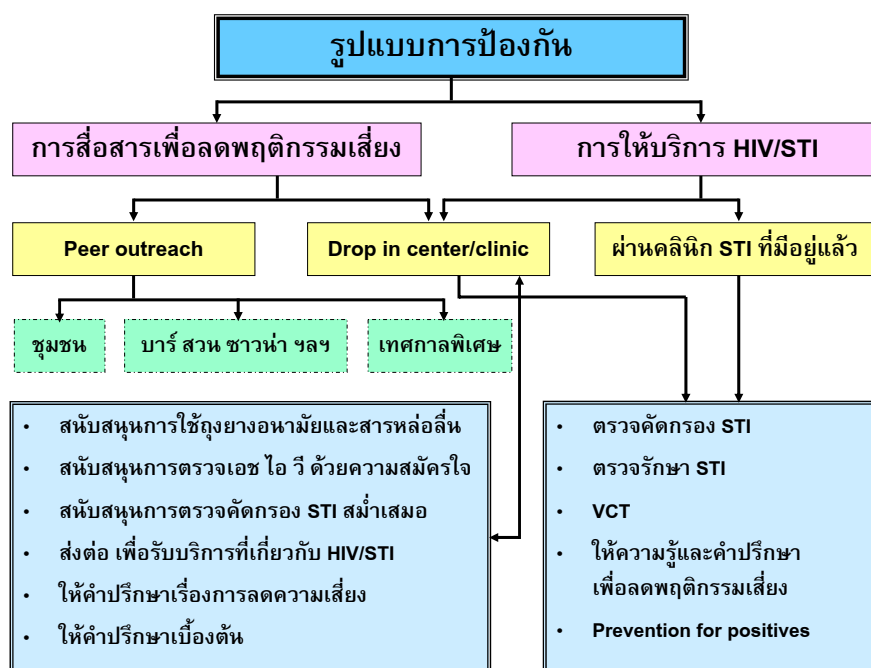 รูปแบบการป้องกัน
การสื่อสารเพื่อลดพฤติกรรมเสี่ยง
การให้บริการ HIV/STI
Peer outreach
Drop in center/clinic
ผ่านคลินิก STI ที่มีอยู่แล้ว
ชุมชน
บาร์ สวน ซาวน่า ฯลฯ
เทศกาลพิเศษ
• สนับสนุนการใช้ถุงยางอนามัยและสารหล่อลื่น
• สนับสนุนการตรวจเอช ไอ วี ด้วยความสมัครใจ
• สนับสนุนการตรวจคัดกรอง STI สม่ำเสมอ
• ส่งต่อ เพื่อรับบริการที่เกี่ยวกับ HIV/STI
• ให้คำปรึกษาเรื่องการลดความเสี่ยง
• ให้คำปรึกษาเบื้องต้น
• ตรวจคัดกรอง STI
• ตรวจรักษา STI
• VCT
• ให้ความรู้และคำปรึกษา
เพื่อลดพฤติกรรมเสี่ยง
• Prevention for positives